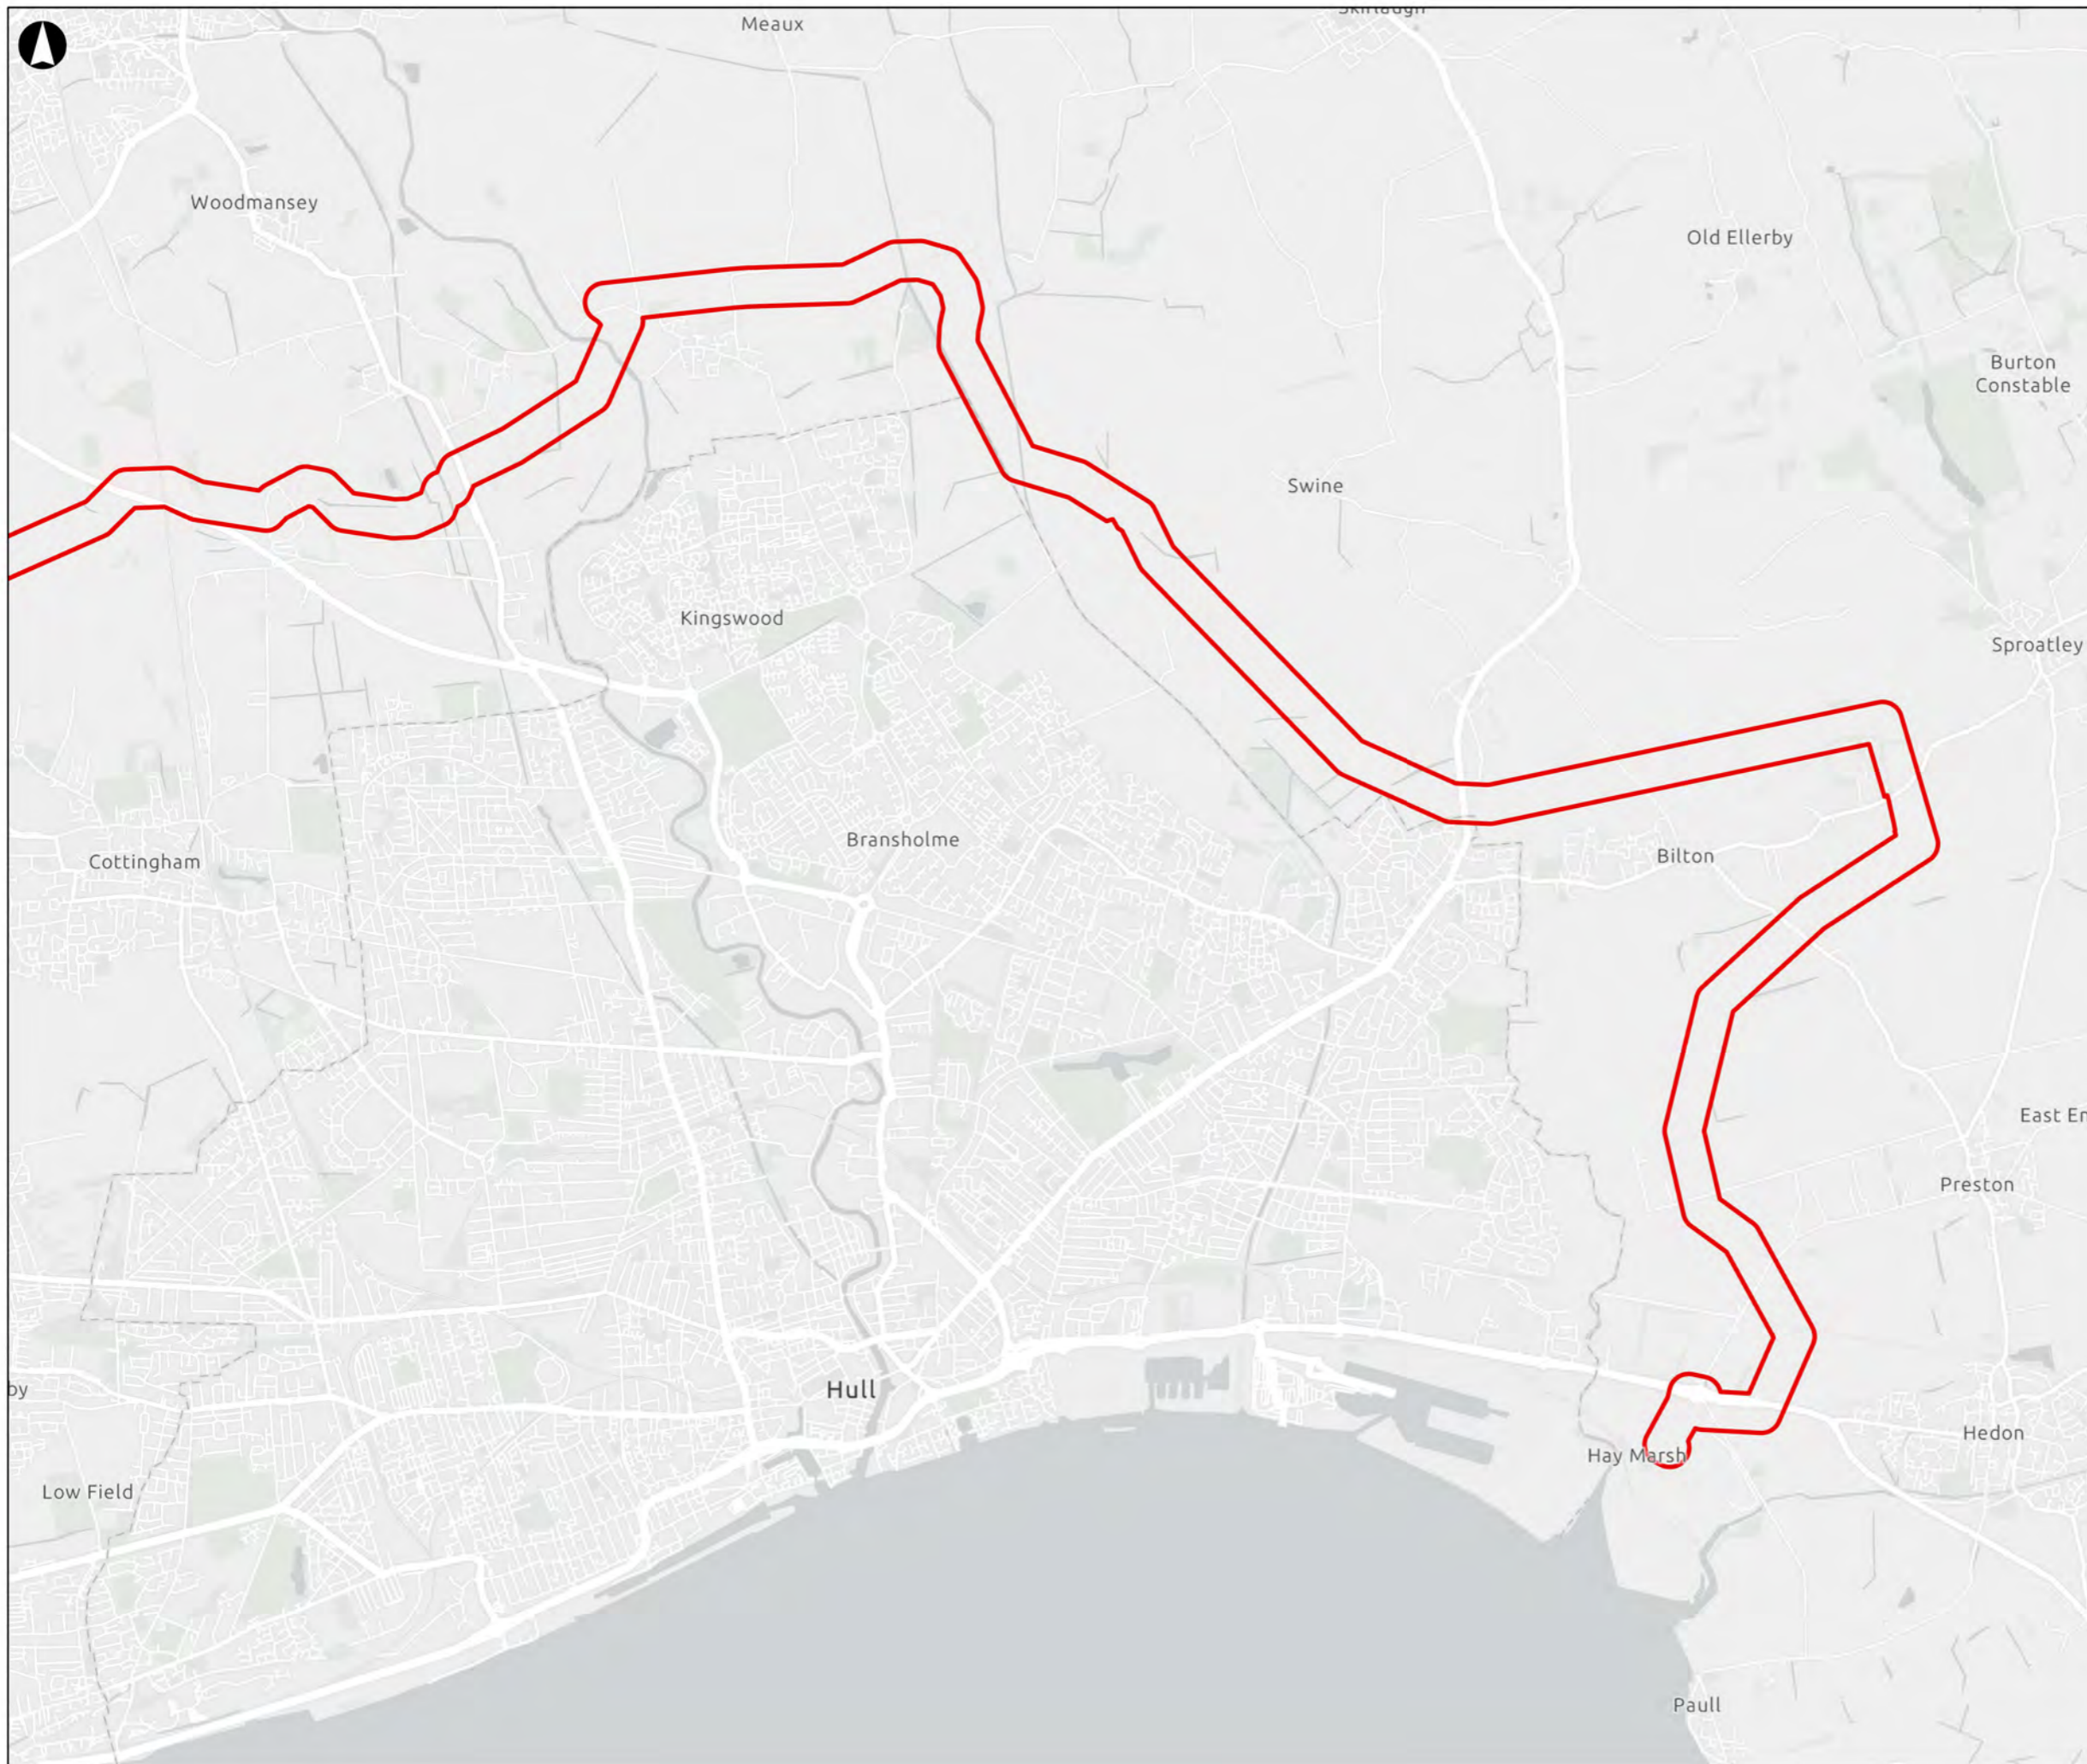 Meaux
Skirlaugh
Woodmansey
Old Ellerby
Burton
Constable
Swine
Kingswood
Sproatley
Bransholme
Bilton
Cottingham
East En
Preston
by
Hull
Hedon
Hay Marsh
Low Field
Paull